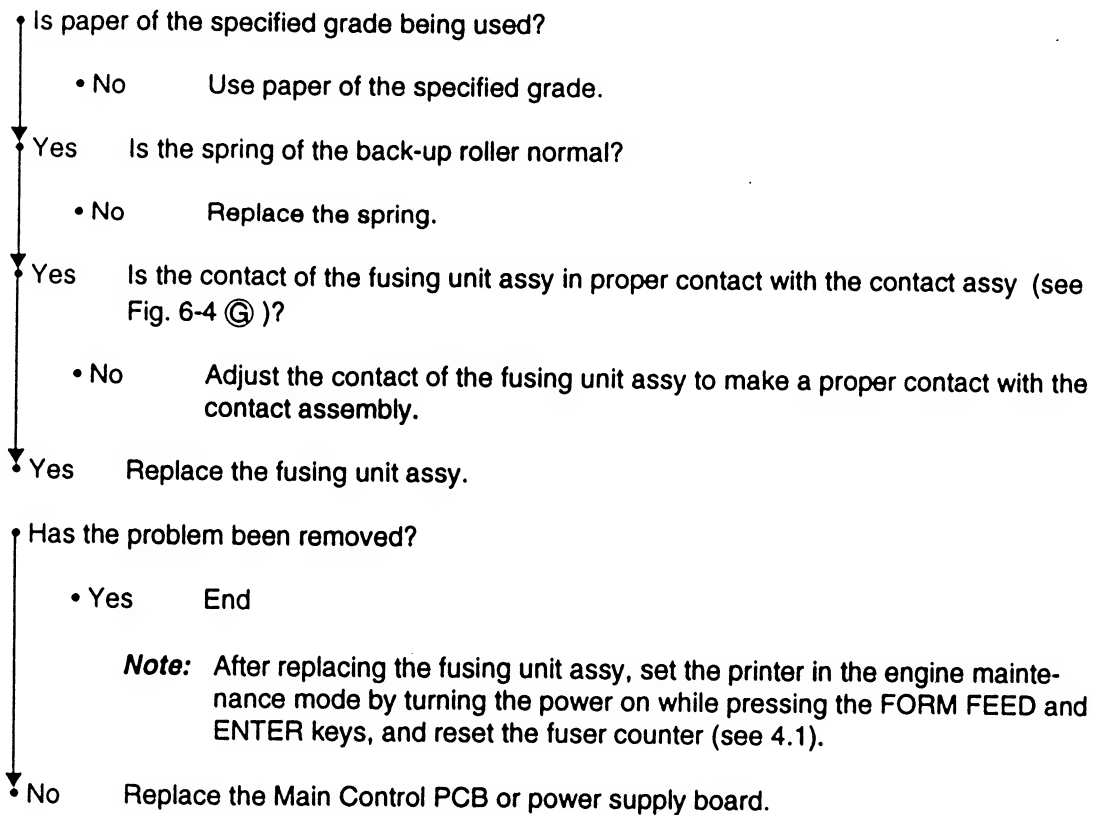 • Is paper of the specified grade being used?
• No Use paper of the specified grade.
• Yes Is the spring of the back-up roller normal?
• No Replace the spring.
• Yes Is the contact of the fusing unit assy in proper contact with the contact assy (see
Fig. 6-4 Ⓖ )?
• No Adjust the contact of the fusing unit assy to make a proper contact with the
contact assembly.
• Yes Replace the fusing unit assy.
• Has the problem been removed?
• Yes End
Note: After replacing the fusing unit assy, set the printer in the engine mainte-
nance mode by turning the power on while pressing the FORM FEED and
ENTER keys, and reset the fuser counter (see 4.1).
• No Replace the Main Control PCB or power supply board.